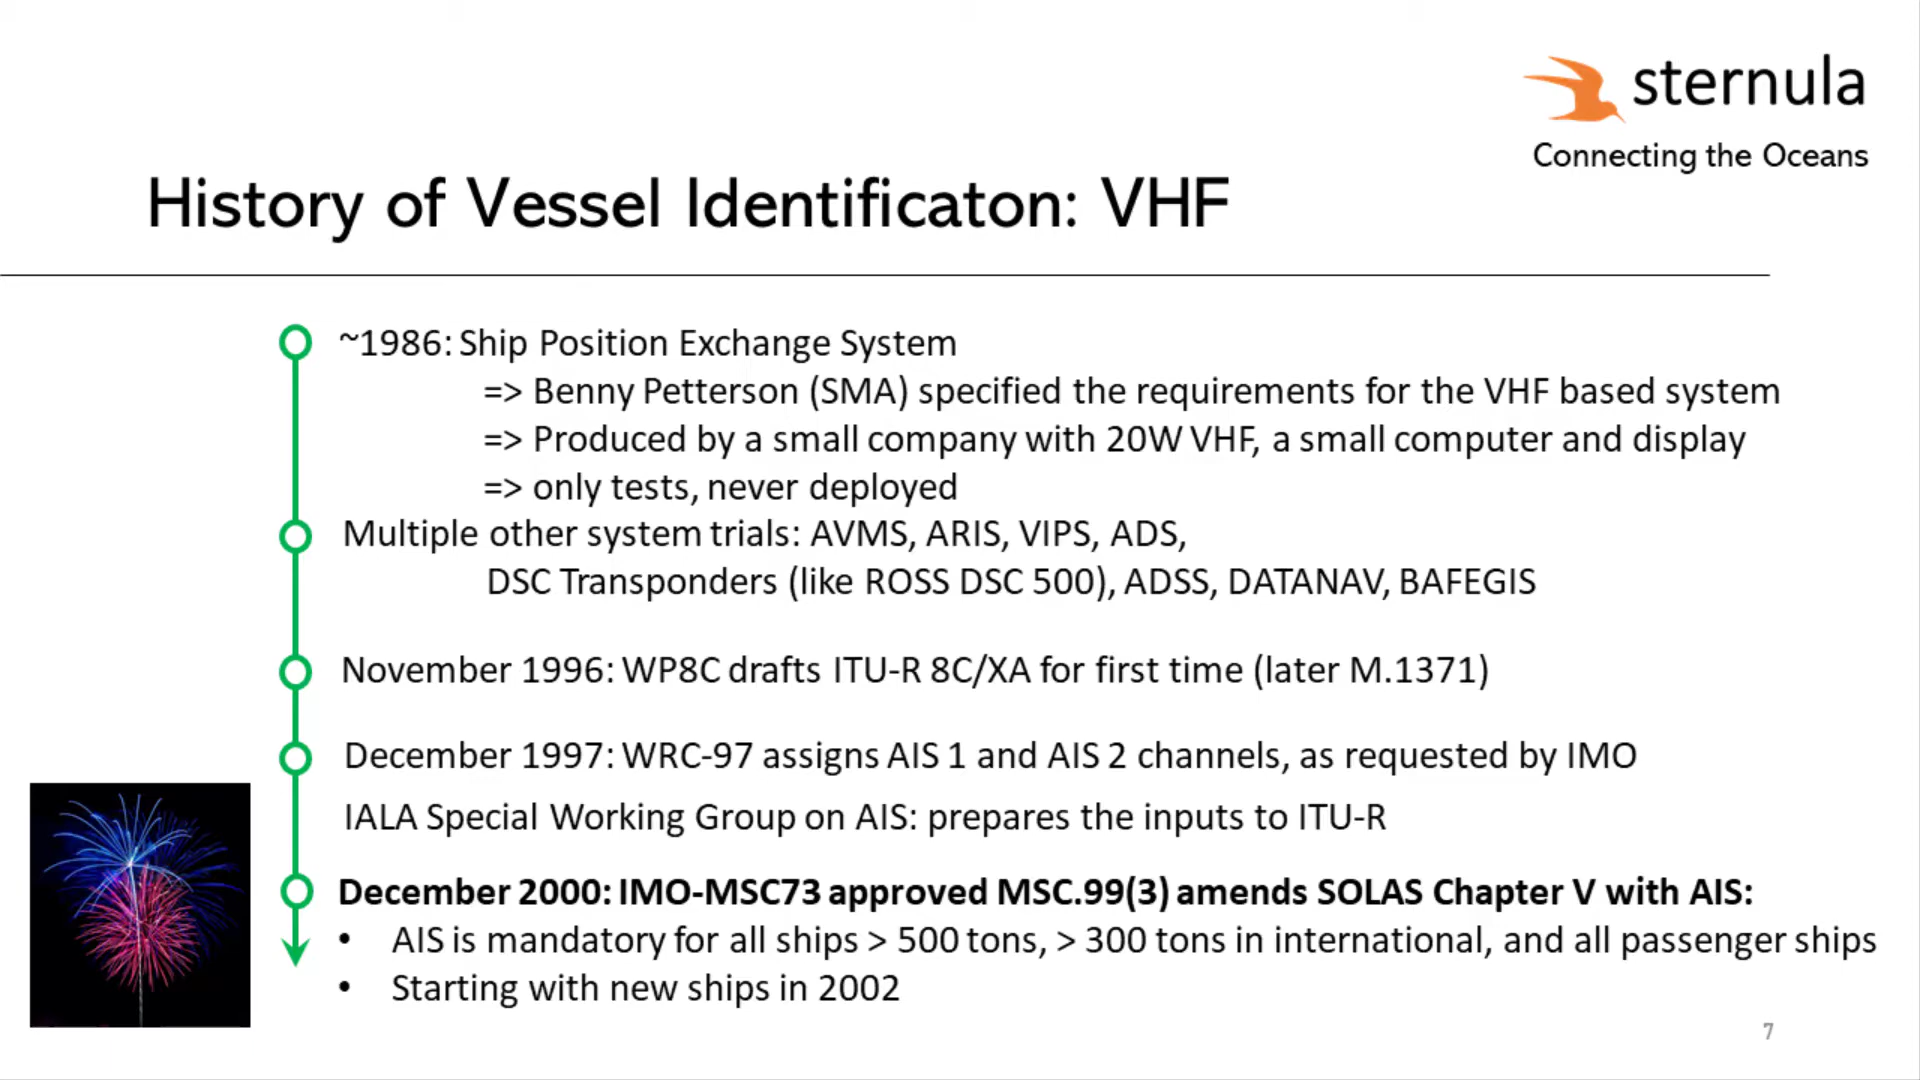 sternula
Connecting the Oceans
History of Vessel Identificaton: VHF
~1986: Ship Position Exchange System
=> Benny Petterson (SMA) specified the requirements for the VHF based system
=> Produced by a small company with 20W VHF, a small computer and display
=> only tests, never deployed
Multiple other system trials: AVMS, ARIS, VIPS, ADS,
DSC Transponders (like ROSS DSC 500), ADSS, DATANAV, BAFEGIS
November 1996: WP8C drafts ITU-R 8C/XA for first time (later M.1371)
December 1997: WRC-97 assigns AIS 1 and AIS 2 channels, as requested by IMO
IALA Special Working Group on AIS: prepares the inputs to ITU-R
December 2000: IMO-MSC73 approved MSC.99(3) amends SOLAS Chapter V with AIS:
• AIS is mandatory for all ships > 500 tons, > 300 tons in international, and all passenger ships
• Starting with new ships in 2002
7